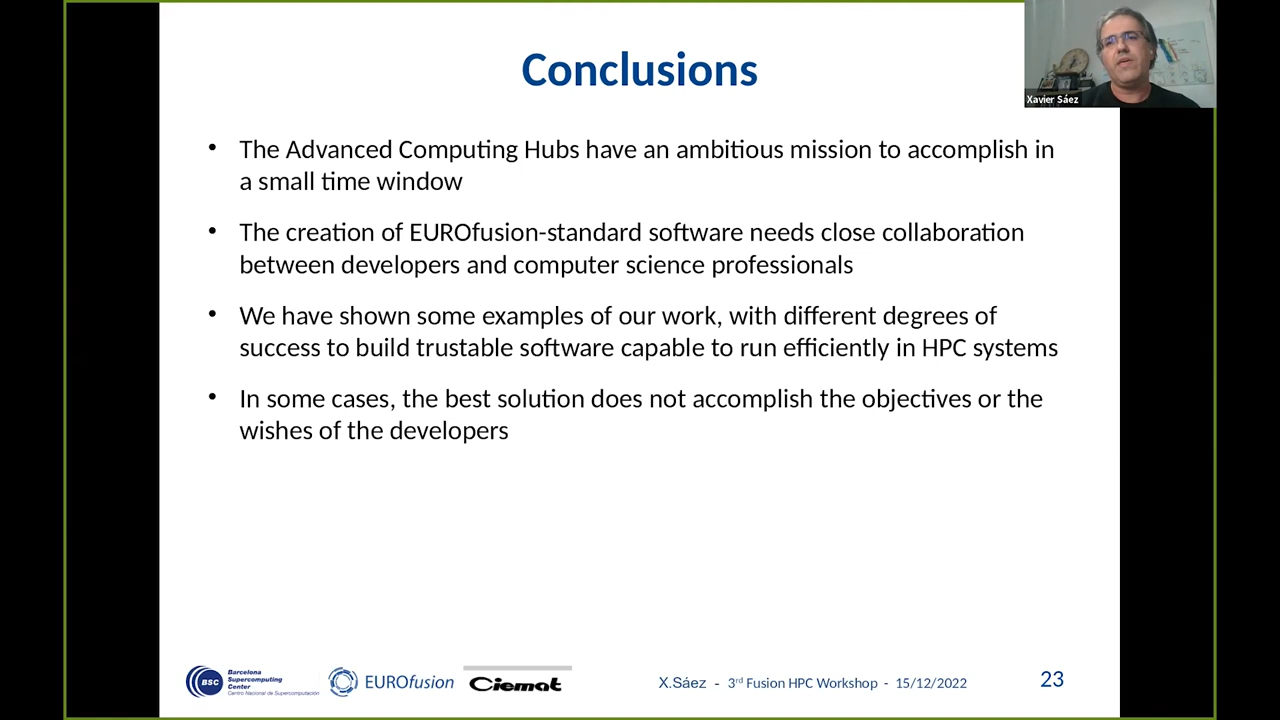 Conclusions
Xavier Sáez
• The Advanced Computing Hubs have an ambitious mission to accomplish in
a small time window
• The creation of EUROfusion-standard software needs close collaboration
between developers and computer science professionals
• We have shown some examples of our work, with different degrees of
success to build trustable software capable to run efficiently in HPC systems
• In some cases, the best solution does not accomplish the objectives or the
wishes of the developers
BSC
Barcelona
Supercomputing
Center
Centro Nacional de Supercomputación
EUROfusion
Ciemat
X.Sáez - 3rd Fusion HPC Workshop - 15/12/2022
23